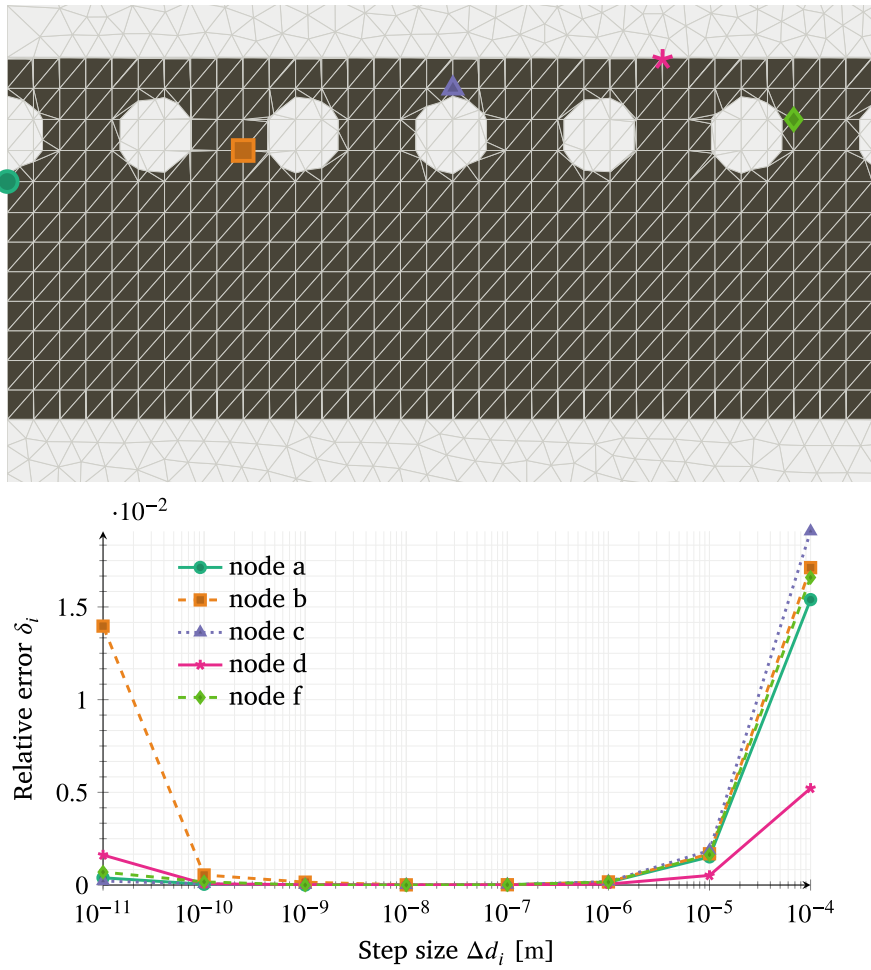 ·10⁻²
node a
node b
node c
node d
node f
1.5
1
0.5
0
Relative error δᵢ
10⁻¹¹ 10⁻¹⁰ 10⁻⁹ 10⁻⁸ 10⁻⁷ 10⁻⁶ 10⁻⁵ 10⁻⁴
Step size Δdᵢ [m]